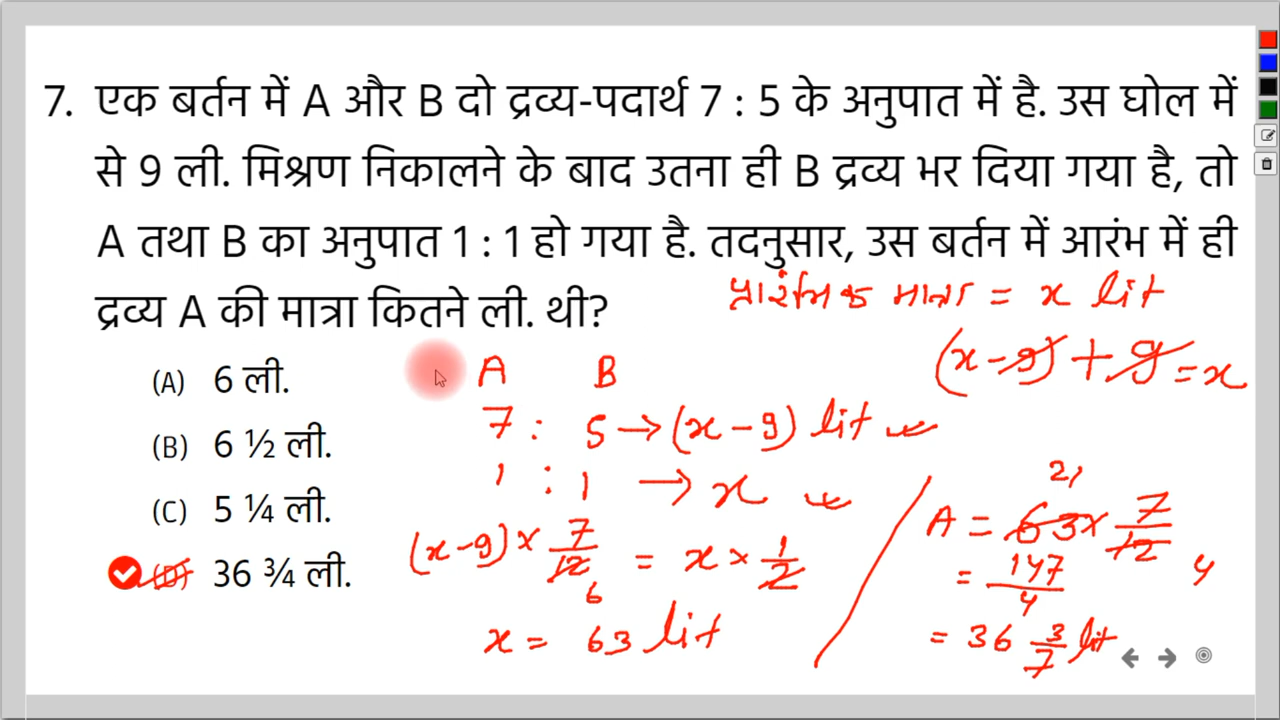 7. एक बर्तन में A और B दो द्रव्य-पदार्थ 7 : 5 के अनुपात में है. उस घोल में
से 9 ली. मिश्रण निकालने के बाद उतना ही B द्रव्य भर दिया गया है, तो
A तथा B का अनुपात 1 : 1 हो गया है. तदनुसार, उस बर्तन में आरंभ में ही
द्रव्य A की मात्रा कितने ली. थी?
प्रारंभिक मात्रा = x lit
(x-9) + 9 = x
(A) 6 ली.
(B) 6 ½ ली.
(C) 5 ¼ ली.
(D) 36 ¾ ली.
A B
7 : 5 → (x-9) lit
1 : 1 → x
(x-9) × 7/12 6 = x × 1/2
x = 63 lit
21
A = 63 × 7/12 4
= 147/4
= 36 3/7 lit